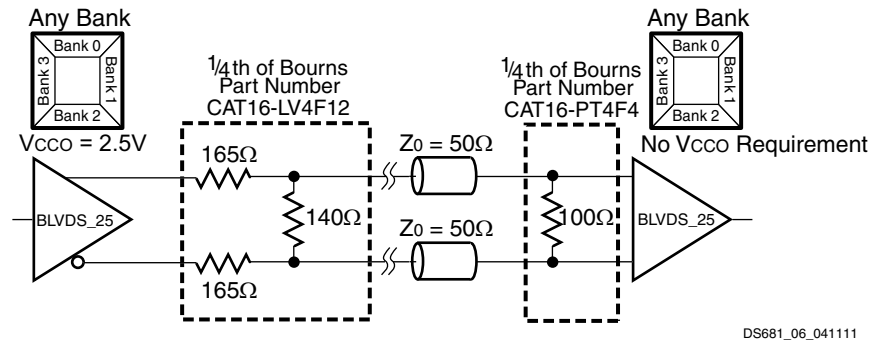 Any Bank
Bank 0
Bank 3
Bank 1
Bank 2
VCCO = 2.5V
1/4th of Bourns
Part Number
CAT16-LV4F12
165Ω
140Ω
165Ω
BLVDS_25
Z0 = 50Ω
Z0 = 50Ω
1/4th of Bourns
Part Number
CAT16-PT4F4
100Ω
Any Bank
Bank 0
Bank 3
Bank 1
Bank 2
No VCCO Requirement
BLVDS_25
DS681_06_041111